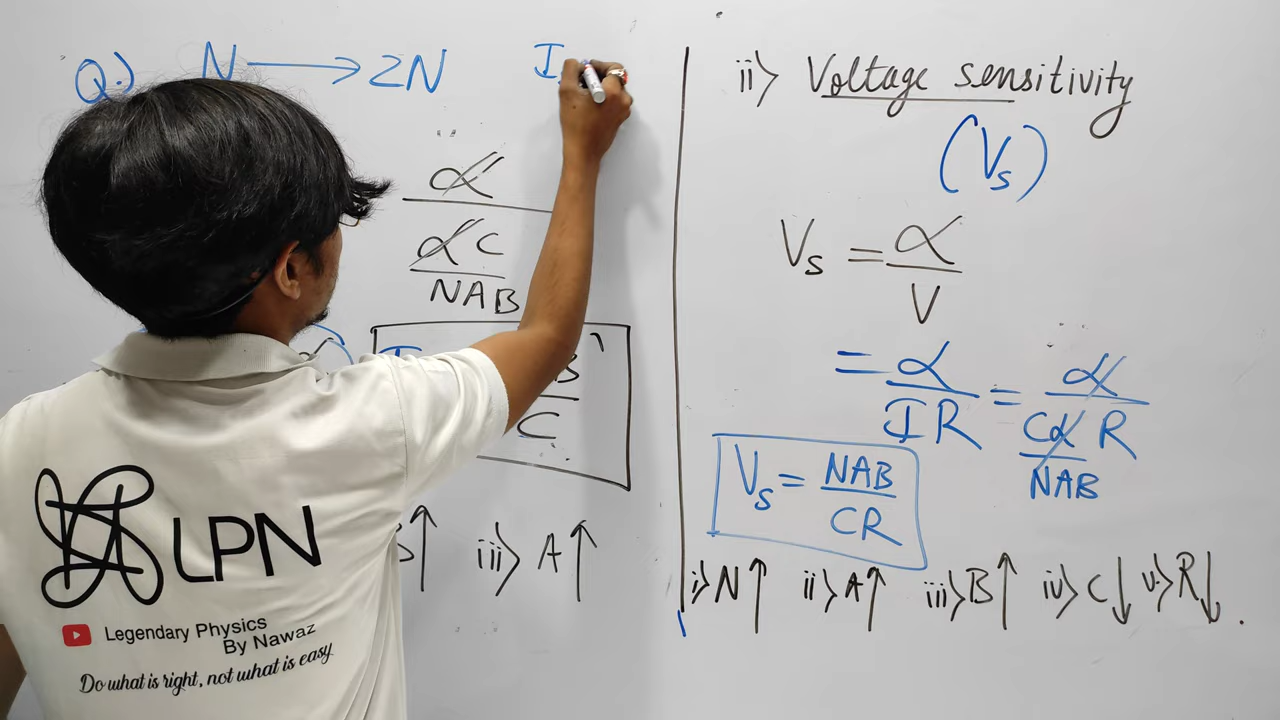 Q.) N → 2N I
α
αC
NAB
C
B↑ iii> A↑
ii> Voltage sensitivity
(Vs)
Vs = α
V
= α = α
IR Cα R
NAB
Vs = NAB
CR
i> N↑ ii> A↑ iii> B↑ iv> C↓ v> R↓ .
LPN
Legendary Physics
By Nawaz
Do what is right, not what is easy